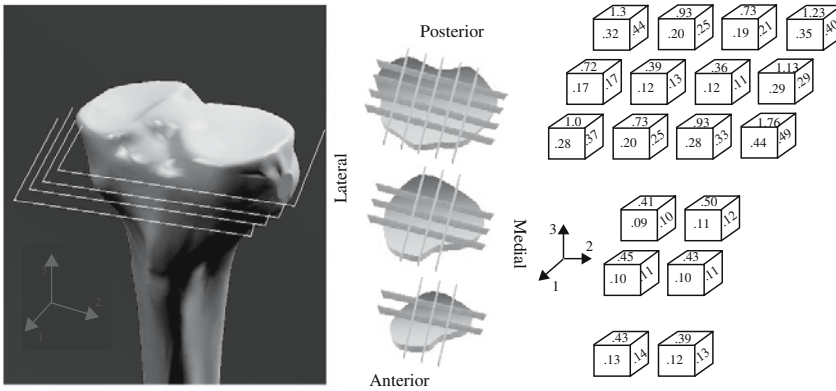 Posterior
Lateral
Medial
Anterior
3
2
1
1.3 .93 .73 1.23
.32 .44 .20 .25 .19 .21 .35 .40
.72 .39 .36 1.13
.17 .17 .12 .13 .12 .11 .29 .29
1.0 .73 .93 1.76
.28 .37 .20 .25 .28 .33 .44 .49
.41 .50
.09 .10 .11 .12
3
2
1
.45 .43
.10 .11 .10 .11
.43 .39
.13 .14 .12 .13